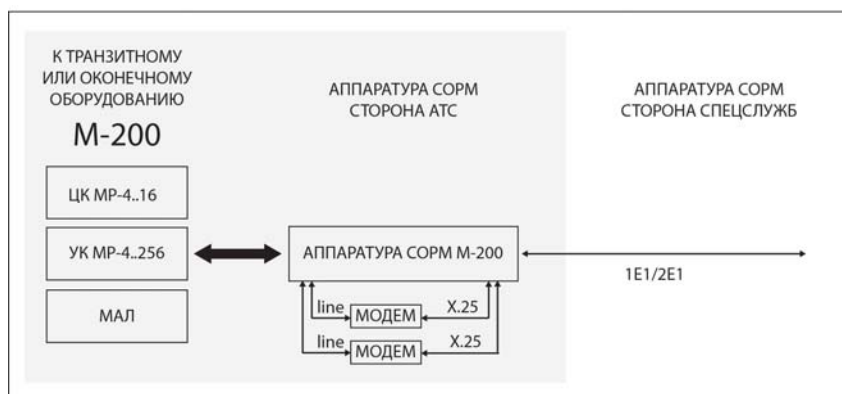 К ТРАНЗИТНОМУ
ИЛИ ОКОНЕЧНОМУ
ОБОРУДОВАНИЮ
М-200
ЦК МР-4..16
УК МР-4..256
МАЛ
АППАРАТУРА СОРМ
СТОРОНА АТС
АППАРАТУРА СОРМ М-200
line
МОДЕМ
X.25
line
МОДЕМ
X.25
АППАРАТУРА СОРМ
СТОРОНА СПЕЦСЛУЖБ
1E1/2E1